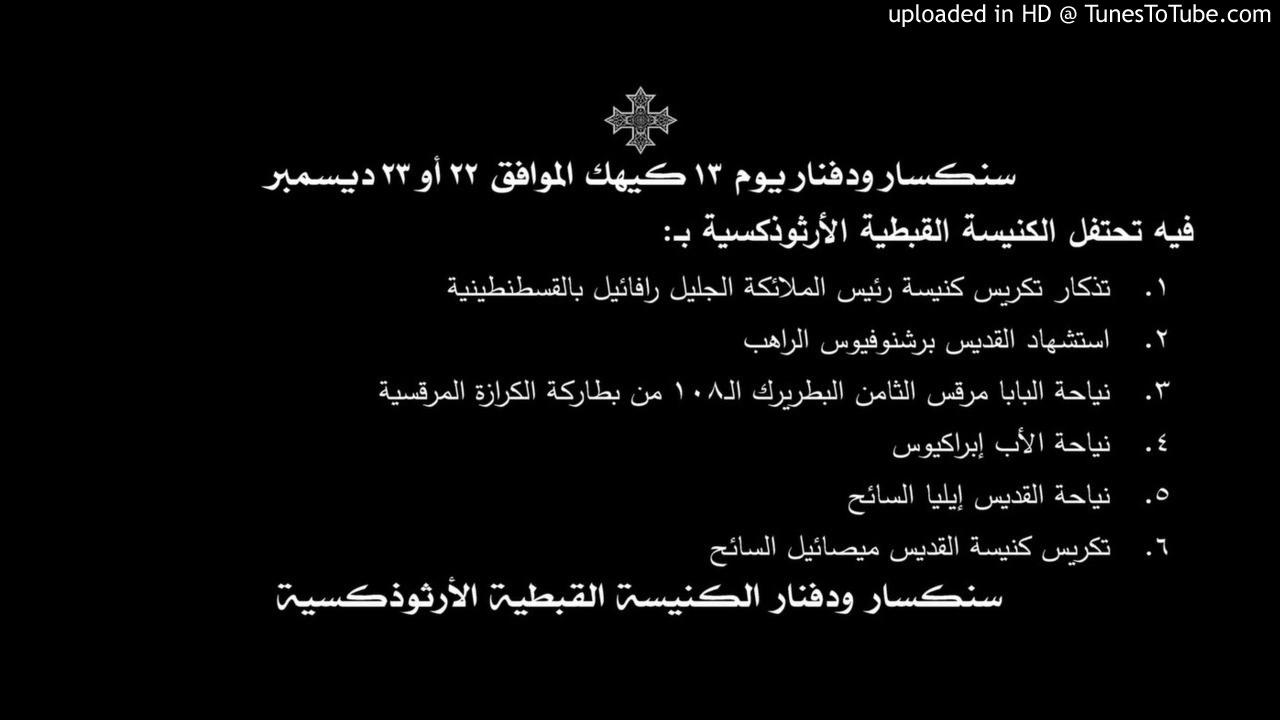 uploaded in HD @ TunesToTube.com
سنكسار ودفنار يوم ١٣ كيهك الموافق ٢٢ أو ٢٣ ديسمبر
فيه تحتفل الكنيسة القبطية الأرثوذكسية بـ:
١. تذكار تكريس كنيسة رئيس الملائكة الجليل رافائيل بالقسطنطينية
٢. استشهاد القديس برشنوفيوس الراهب
٣. نياحة البابا مرقس الثامن البطريرك الـ١٠٨ من بطاركة الكرازة المرقسية
٤. نياحة الأب إبراكيوس
٥. نياحة القديس إيليا السائح
٦. تكريس كنيسة القديس ميصائيل السائح
سنكسار ودفنار الكنيسة القبطية الأرثوذكسية